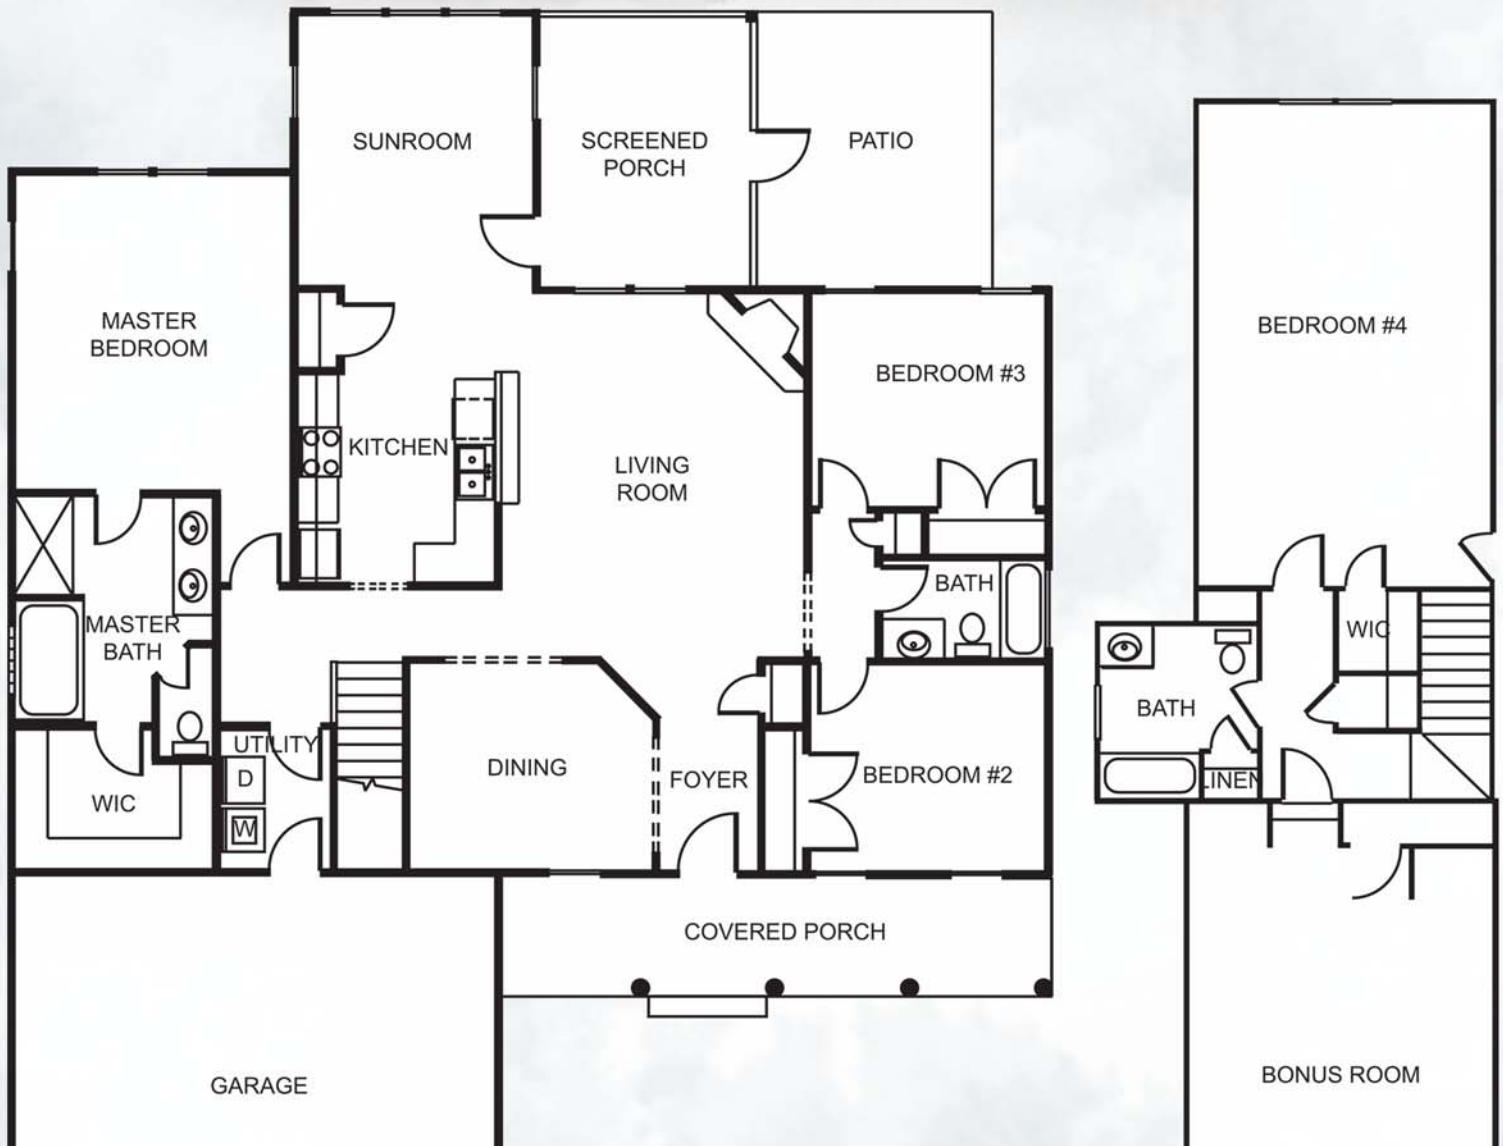 SUNROOM
SCREENED
PORCH
PATIO
MASTER
BEDROOM
BEDROOM #4
BEDROOM #3
KITCHEN
LIVING
ROOM
BATH
MASTER
BATH
WIC
BATH
UTILITY
D
W
DINING
FOYER
BEDROOM #2
LINEN
WIC
COVERED PORCH
GARAGE
BONUS ROOM